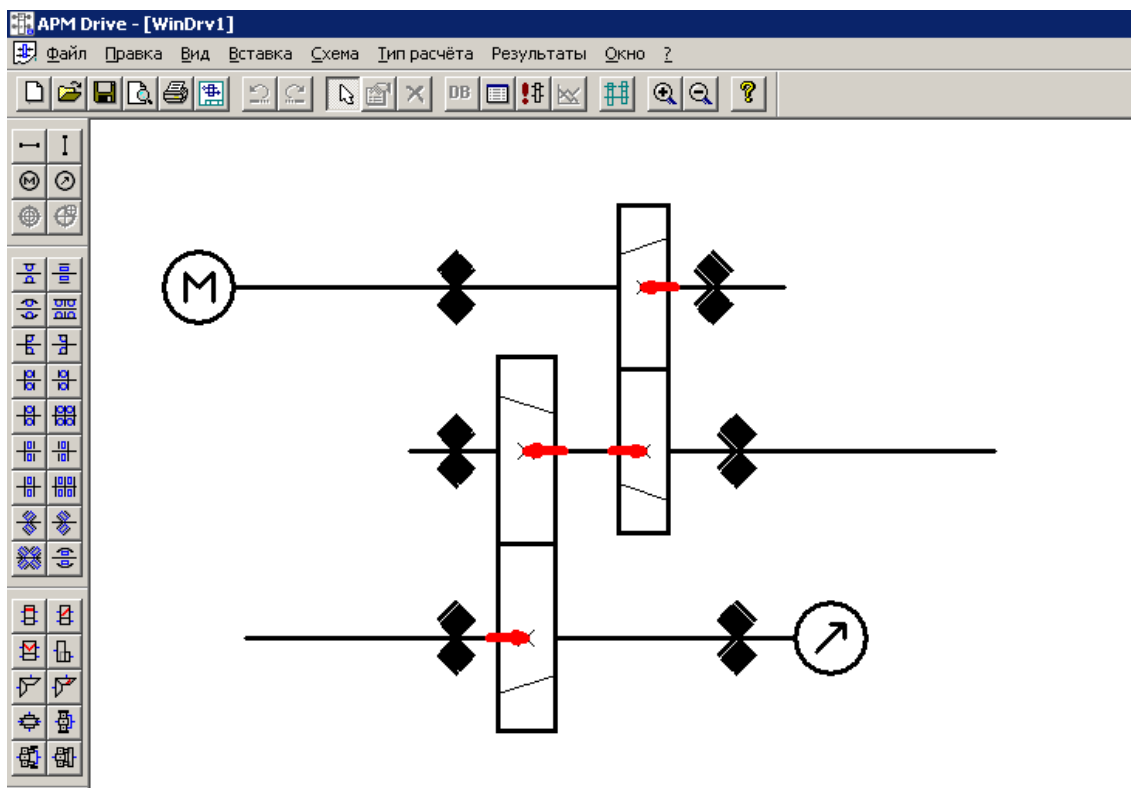 APM Drive - [WinDrv1]
Файл Правка Вид Вставка Схема Тип расчёта Результаты Окно ?
DB ?
M
M